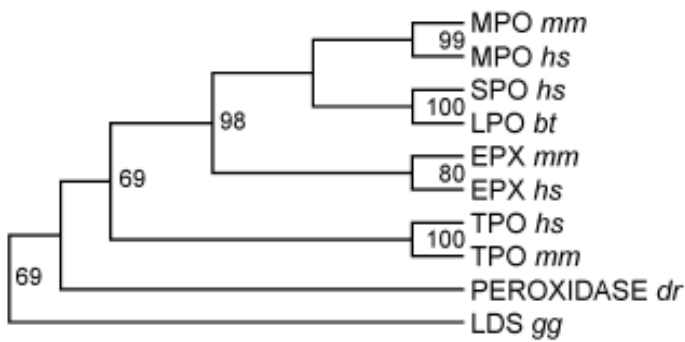 MPO mm
99
MPO hs
SPO hs
100
LPO bt
98
EPX mm
80
EPX hs
69
TPO hs
100
TPO mm
69
PEROXIDASE dr
LDS gg